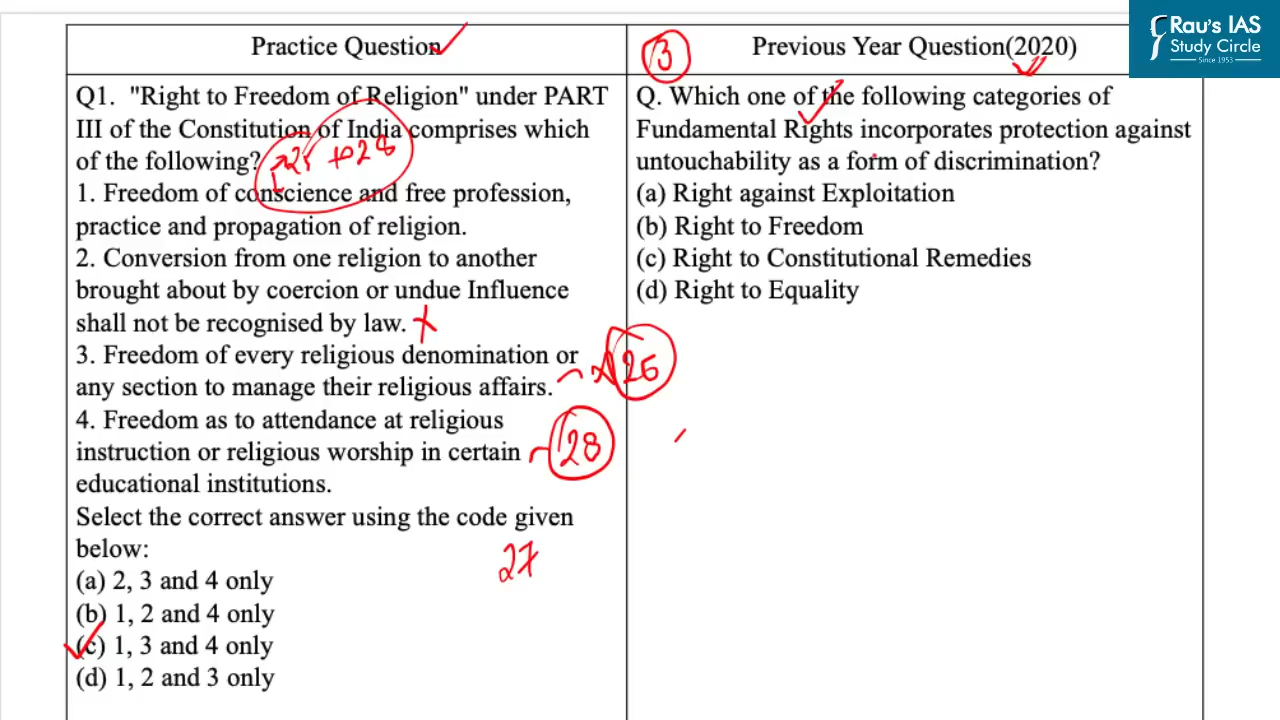 Practice Question
Q1. "Right to Freedom of Religion" under PART
III of the Constitution of India comprises which
of the following?
25 to 28
1. Freedom of conscience and free profession,
practice and propagation of religion.
2. Conversion from one religion to another
brought about by coercion or undue Influence
shall not be recognised by law.
3. Freedom of every religious denomination or
any section to manage their religious affairs.
26
4. Freedom as to attendance at religious
instruction or religious worship in certain
28
educational institutions.
Select the correct answer using the code given
below:
27
(a) 2, 3 and 4 only
(b) 1, 2 and 4 only
(c) 1, 3 and 4 only
(d) 1, 2 and 3 only
3
Previous Year Question(2020)
Q. Which one of the following categories of
Fundamental Rights incorporates protection against
untouchability as a form of discrimination?
(a) Right against Exploitation
(b) Right to Freedom
(c) Right to Constitutional Remedies
(d) Right to Equality
Rau's IAS
Study Circle
Since 1953